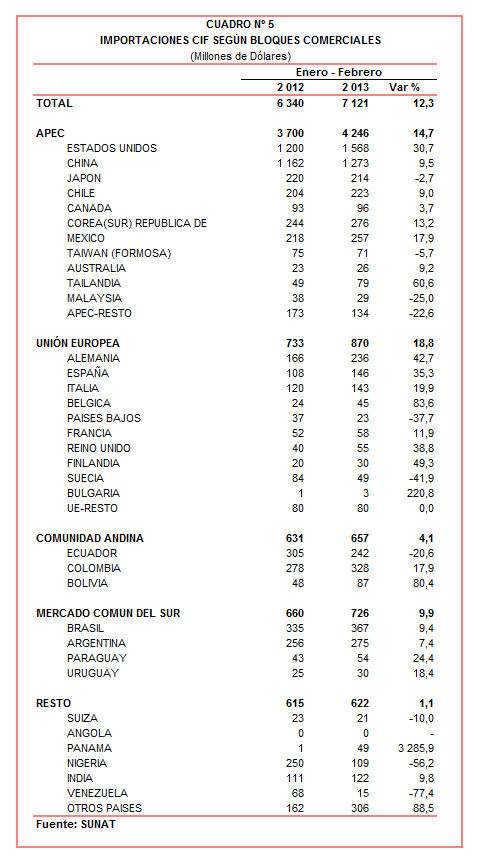 CUADRO Nº 5
IMPORTACIONES CIF SEGÚN BLOQUES COMERCIALES
(Millones de Dólares)
Enero - Febrero
2 012 2 013 Var %
TOTAL 6 340 7 121 12,3
APEC 3 700 4 246 14,7
ESTADOS UNIDOS 1 200 1 568 30,7
CHINA 1 162 1 273 9,5
JAPON 220 214 -2,7
CHILE 204 223 9,0
CANADA 93 96 3,7
COREA(SUR) REPUBLICA DE 244 276 13,2
MEXICO 218 257 17,9
TAIWAN (FORMOSA) 75 71 -5,7
AUSTRALIA 23 26 9,2
TAILANDIA 49 79 60,6
MALAYSIA 38 29 -25,0
APEC-RESTO 173 134 -22,6
UNIÓN EUROPEA 733 870 18,8
ALEMANIA 166 236 42,7
ESPAÑA 108 146 35,3
ITALIA 120 143 19,9
BELGICA 24 45 83,6
PAISES BAJOS 37 23 -37,7
FRANCIA 52 58 11,9
REINO UNIDO 40 55 38,8
FINLANDIA 20 30 49,3
SUECIA 84 49 -41,9
BULGARIA 1 3 220,8
UE-RESTO 80 80 0,0
COMUNIDAD ANDINA 631 657 4,1
ECUADOR 305 242 -20,6
COLOMBIA 278 328 17,9
BOLIVIA 48 87 80,4
MERCADO COMUN DEL SUR 660 726 9,9
BRASIL 335 367 9,4
ARGENTINA 256 275 7,4
PARAGUAY 43 54 24,4
URUGUAY 25 30 18,4
RESTO 615 622 1,1
SUIZA 23 21 -10,0
ANGOLA 0 0 -
PANAMA 1 49 3 285,9
NIGERIA 250 109 -56,2
INDIA 111 122 9,8
VENEZUELA 68 15 -77,4
OTROS PAISES 162 306 88,5
Fuente: SUNAT